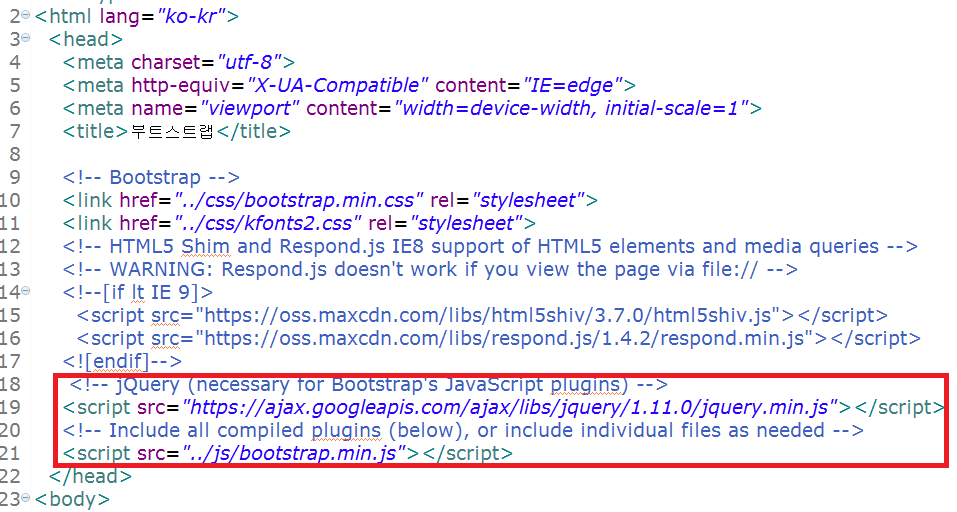 2 <html lang="ko-kr">
3 <head>
4 <meta charset="utf-8">
5 <meta http-equiv="X-UA-Compatible" content="IE=edge">
6 <meta name="viewport" content="width=device-width, initial-scale=1">
7 <title>부트스트랩</title>
8
9 <!-- Bootstrap -->
10 <link href="../css/bootstrap.min.css" rel="stylesheet">
11 <link href="../css/kfonts2.css" rel="stylesheet">
12 <!-- HTML5 Shim and Respond.js IE8 support of HTML5 elements and media queries -->
13 <!-- WARNING: Respond.js doesn't work if you view the page via file:// -->
14 <!--[if lt IE 9]>
15 <script src="https://oss.maxcdn.com/libs/html5shiv/3.7.0/html5shiv.js"></script>
16 <script src="https://oss.maxcdn.com/libs/respond.js/1.4.2/respond.min.js"></script>
17 <![endif]-->
18 <!-- jQuery (necessary for Bootstrap's JavaScript plugins) -->
19 <script src="https://ajax.googleapis.com/ajax/libs/jquery/1.11.0/jquery.min.js"></script>
20 <!-- Include all compiled plugins (below), or include individual files as needed -->
21 <script src="../js/bootstrap.min.js"></script>
22 </head>
23 <body>